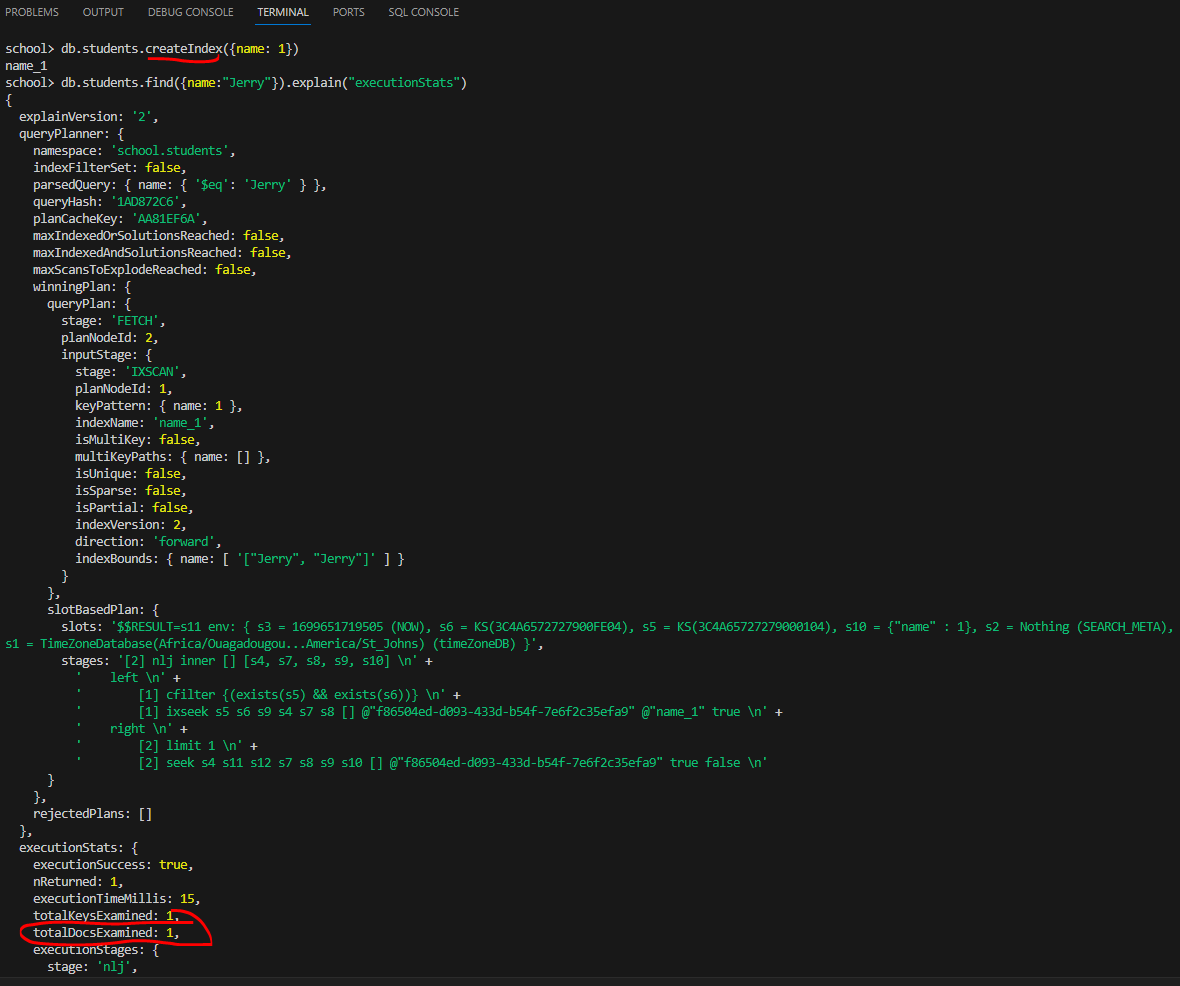 PROBLEMS OUTPUT DEBUG CONSOLE TERMINAL PORTS SQL CONSOLE
school> db.students.createIndex({name: 1})
name_1
school> db.students.find({name:"Jerry"}).explain("executionStats")
{
  explainVersion: '2',
  queryPlanner: {
    namespace: 'school.students',
    indexFilterSet: false,
    parsedQuery: { name: { '$eq': 'Jerry' } },
    queryHash: '1AD872C6',
    planCacheKey: 'AA81EF6A',
    maxIndexedOrSolutionsReached: false,
    maxIndexedAndSolutionsReached: false,
    maxScansToExplodeReached: false,
    winningPlan: {
      queryPlan: {
        stage: 'FETCH',
        planNodeId: 2,
        inputStage: {
          stage: 'IXSCAN',
          planNodeId: 1,
          keyPattern: { name: 1 },
          indexName: 'name_1',
          isMultiKey: false,
          multiKeyPaths: { name: [] },
          isUnique: false,
          isSparse: false,
          isPartial: false,
          indexVersion: 2,
          direction: 'forward',
          indexBounds: { name: [ '["Jerry", "Jerry"]' ] }
        }
      },
      slotBasedPlan: {
        slots: '$$RESULT=s11 env: { s3 = 1699651719505 (NOW), s6 = KS(3C4A6572727900FE04), s5 = KS(3C4A65727279000104), s10 = {"name" : 1}, s2 = Nothing (SEARCH_META),
s1 = TimeZoneDatabase(Africa/Ouagadougou...America/St_Johns) (timeZoneDB) }',
        stages: '[2] nlj inner [] [s4, s7, s8, s9, s10] \n' +
          '    left \n' +
          '        [1] cfilter {(exists(s5) && exists(s6))} \n' +
          '        [1] ixseek s5 s6 s9 s4 s7 s8 [] @"f86504ed-d093-433d-b54f-7e6f2c35efa9" @"name_1" true \n' +
          '    right \n' +
          '        [2] limit 1 \n' +
          '        [2] seek s4 s11 s12 s7 s8 s9 s10 [] @"f86504ed-d093-433d-b54f-7e6f2c35efa9" true false \n'
      }
    },
    rejectedPlans: []
  },
  executionStats: {
    executionSuccess: true,
    nReturned: 1,
    executionTimeMillis: 15,
    totalKeysExamined: 1,
    totalDocsExamined: 1,
    executionStages: {
      stage: 'nlj',